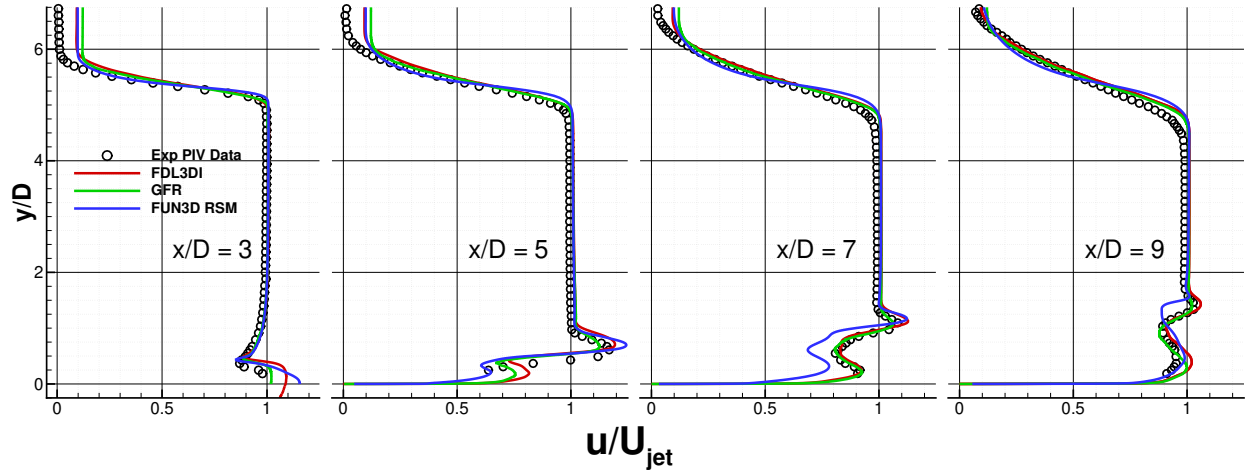 6
4
2
0
y/D
Exp PIV Data
FDL3DI
GFR
FUN3D RSM
x/D = 3
x/D = 5
x/D = 7
x/D = 9
0 0.5 1 0 0.5 1 0 0.5 1 0 0.5 1
u/U_jet